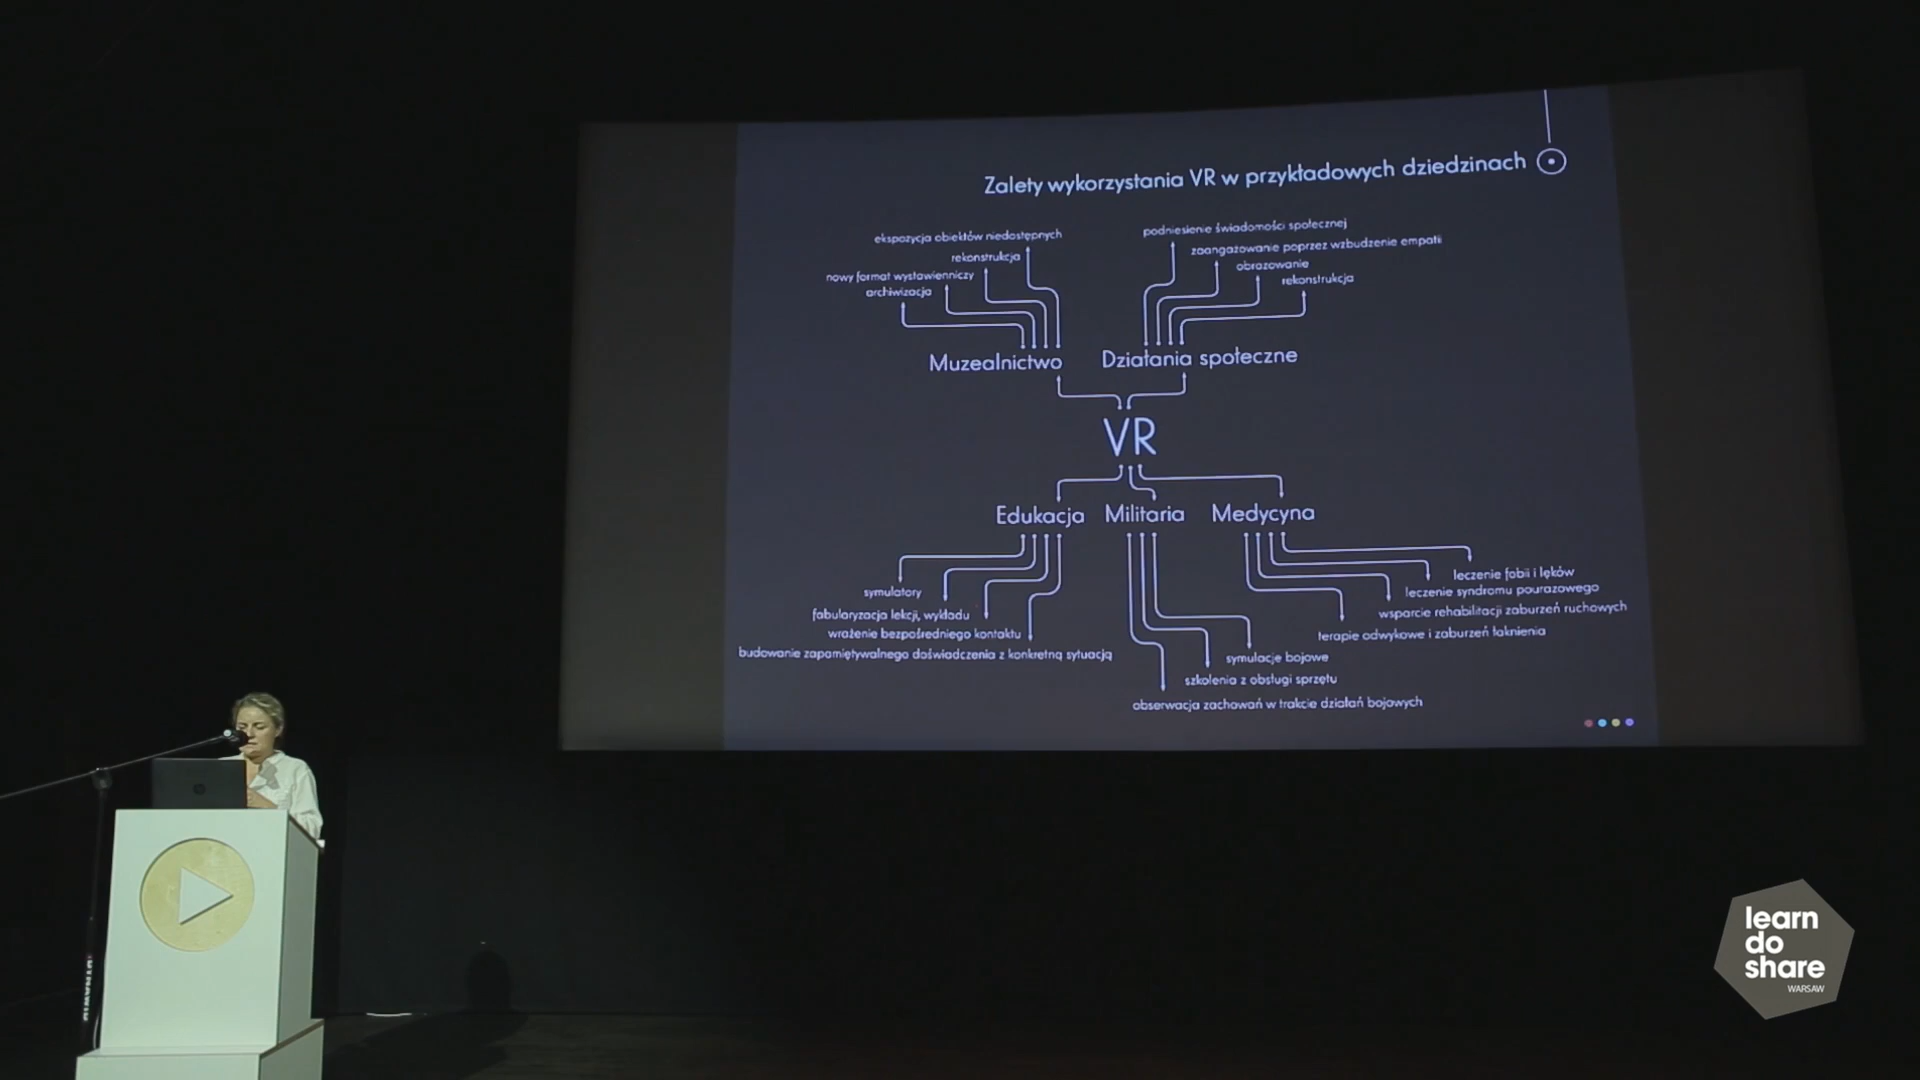 Zalety wykorzystania VR w przykładowych dziedzinach
ekspozycja obiektów niedostępnych
rekonstrukcja
nowy format wystawienniczy
archiwizacja
podniesienie świadomości społecznej
zaangażowanie poprzez wzbudzenie empatii
obrazowanie
rekonstrukcja
Muzealnictwo
Działania społeczne
VR
Edukacja
Militaria
Medycyna
symulatory
fabularyzacja lekcji, wykładu
wrażenie bezpośredniego kontaktu
budowanie zapamiętywalnego doświadczenia z konkretną sytuacją
symulacje bojowe
szkolenia z obsługi sprzętu
obserwacja zachowań w trakcie działań bojowych
leczenie fobii i lęków
leczenie syndromu pourazowego
wsparcie rehabilitacji zaburzeń ruchowych
terapie odwykowe i zaburzeń łaknienia
learn
do
share
WARSAW